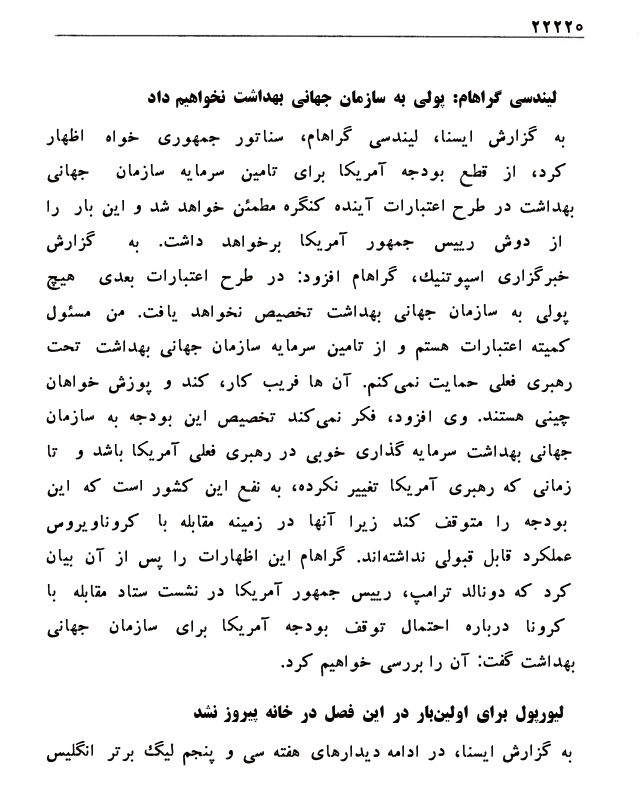 ۲۲۲۲۵
لیندسی گراهام: پولی به سازمان جهانی بهداشت نخواهیم داد
به گزارش ایسنا، لیندسی گراهام، سناتور جمهوری خواه اظهار
کرد، از قطع بودجه آمریکا برای تامین سرمایه سازمان جهانی
بهداشت در طرح اعتبارات آینده کنگره مطمئن خواهد شد و این بار را
از دوش رییس جمهور آمریکا برخواهد داشت. به گزارش
خبرگزاری اسپوتنیك، گراهام افزود: در طرح اعتبارات بعدی هیچ
پولی به سازمان جهانی بهداشت تخصیص نخواهد یافت. من مسئول
کمیته اعتبارات هستم و از تامین سرمایه سازمان جهانی بهداشت تحت
رهبری فعلی حمایت نمی‌کنم. آن ها فریب کار، کند و پوزش خواهان
چینی هستند. وی افزود، فکر نمی‌کند تخصیص این بودجه به سازمان
جهانی بهداشت سرمایه گذاری خوبی در رهبری فعلی آمریکا باشد و تا
زمانی که رهبری آمریکا تغییر نکرده، به نفع این کشور است که این
بودجه را متوقف کند زیرا آنها در زمینه مقابله با کروناویروس
عملکرد قابل قبولی نداشته‌اند. گراهام این اظهارات را پس از آن بیان
کرد که دونالد ترامپ، رییس جمهور آمریکا در نشست ستاد مقابله با
کرونا درباره احتمال توقف بودجه آمریکا برای سازمان جهانی
بهداشت گفت: آن را بررسی خواهیم کرد.
لیورپول برای اولین‌بار در این فصل در خانه پیروز نشد
به گزارش ایسنا، در ادامه دیدارهای هفته سی و پنجم لیگ برتر انگلیس